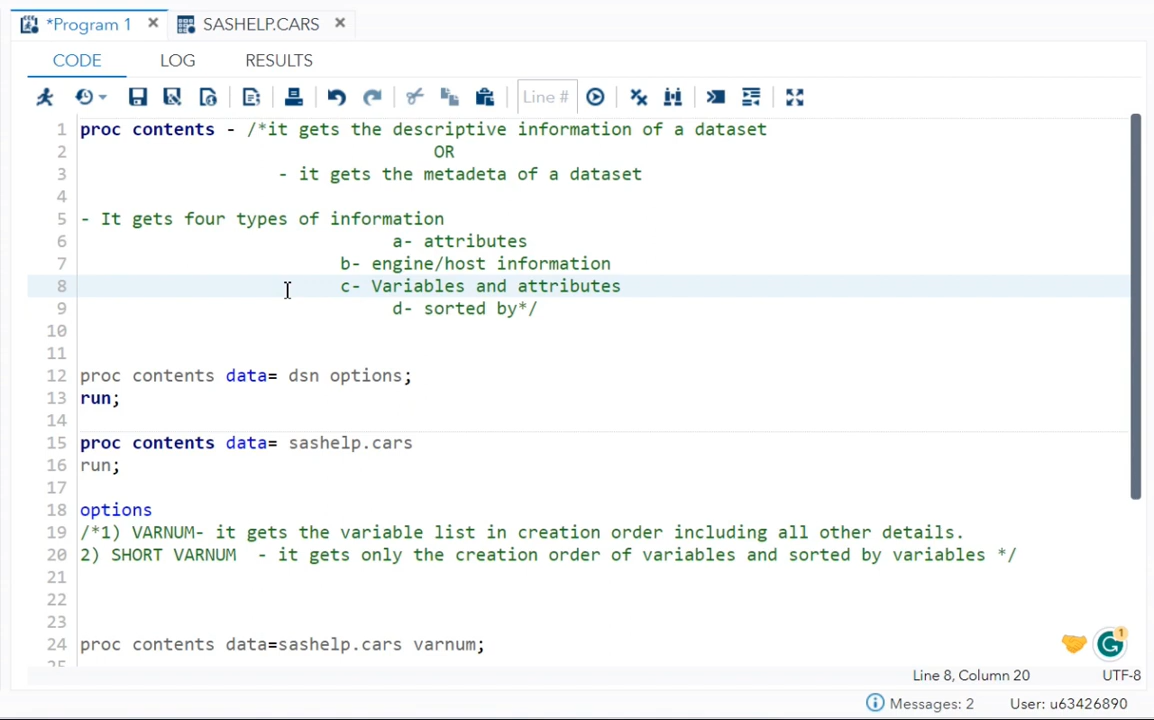 *Program 1 × SASHELP.CARS ×
CODE LOG RESULTS
Line #
1 proc contents - /*it gets the descriptive information of a dataset
2 OR
3 - it gets the metadeta of a dataset
4
5 - It gets four types of information
6 a- attributes
7 b- engine/host information
8 c- Variables and attributes
9 d- sorted by*/
10
11
12 proc contents data= dsn options;
13 run;
14
15 proc contents data= sashelp.cars
16 run;
17
18 options
19 /*1) VARNUM- it gets the variable list in creation order including all other details.
20 2) SHORT VARNUM - it gets only the creation order of variables and sorted by variables */
21
22
23
24 proc contents data=sashelp.cars varnum;
25
1
Line 8, Column 20 UTF-8
Messages: 2 User: u63426890